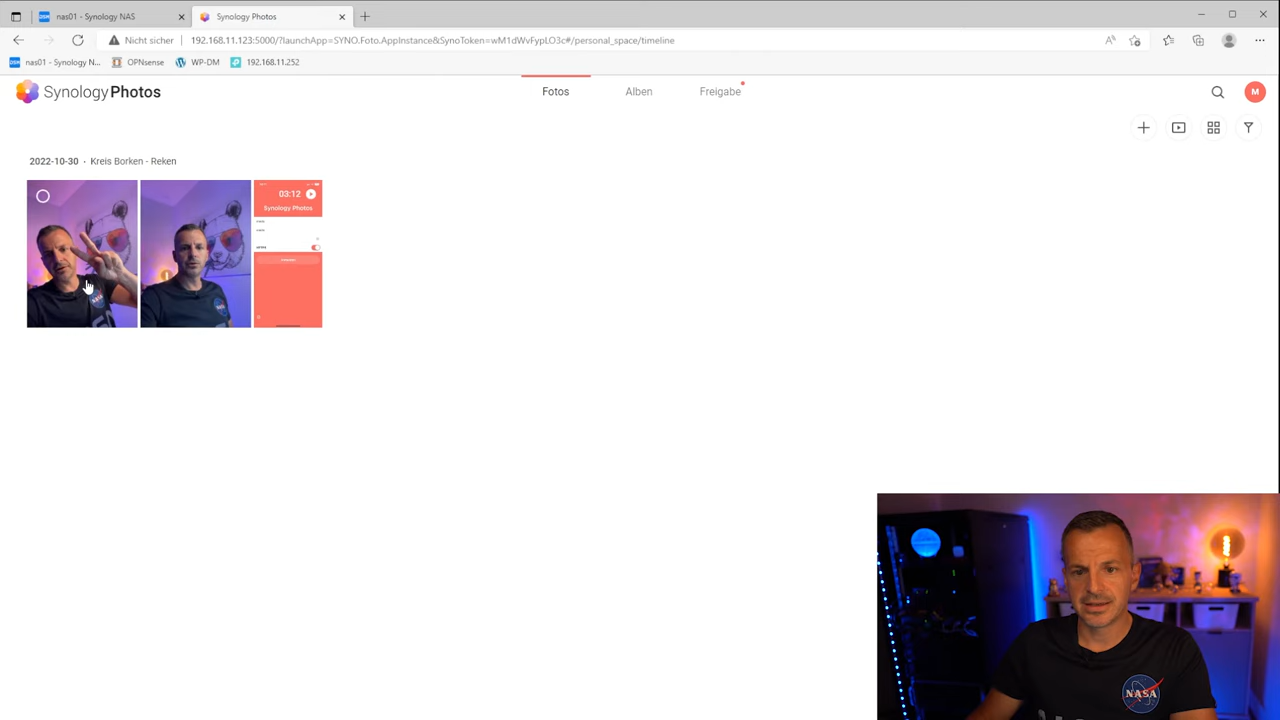 nas01 - Synology NAS
Synology Photos
Nicht sicher
192.168.11.123:5000/?launchApp=SYNO.Foto.AppInstance&SynoToken=wM1dWvFypLO3c#/personal_space/timeline
nas01 - Synology N...
OPNsense
WP-DM
192.168.11.252
Synology Photos
Fotos
Alben
Freigabe
M
2022-10-30 · Kreis Borken - Reken
03:12
Synology Photos
NASA
NASA